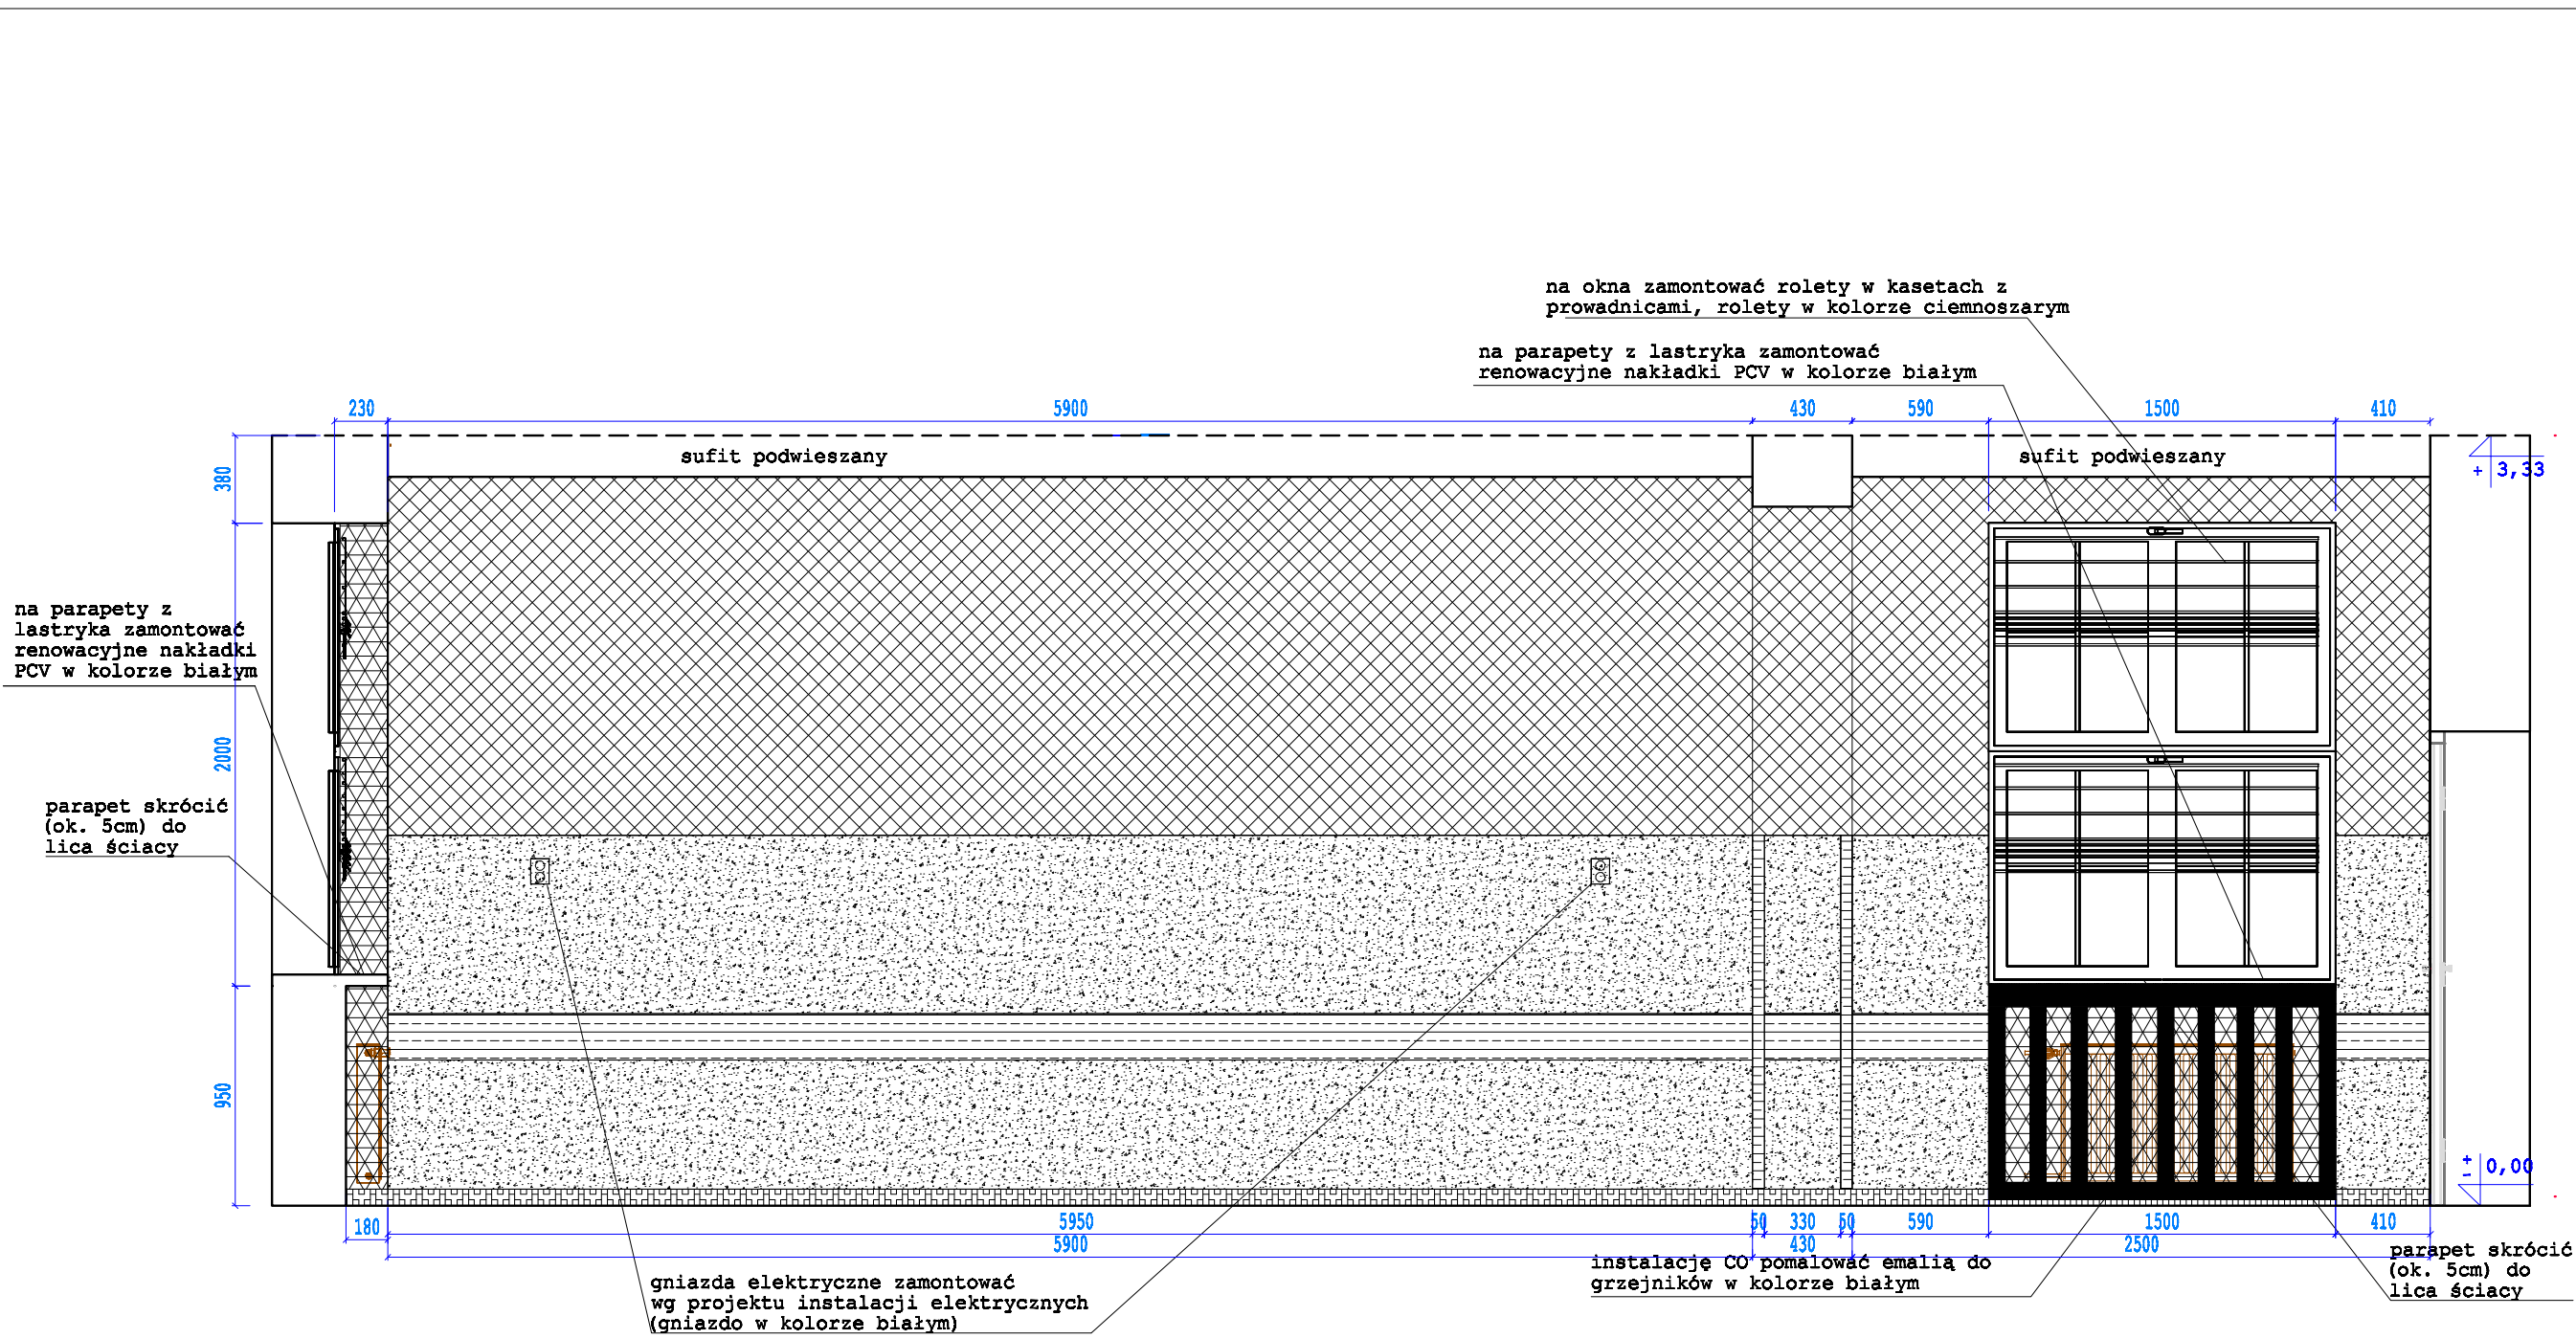 na okna zamontować rolety w kasetach z
prowadnicami, rolety w kolorze ciemnoszarym
na parapety z lastryka zamontować
renowacyjne nakładki PCV w kolorze białym
230
5900
430
590
1500
410
sufit podwieszany
sufit podwieszany
+ 3,33
380
2000
950
na parapety z
lastryka zamontować
renowacyjne nakładki
PCV w kolorze białym
parapet skrócić
(ok. 5cm) do
lica ściacy
+
- 0,00
180
5950
50
330
50
590
1500
410
5900
430
2500
instalację CO pomalować emalią do
grzejników w kolorze białym
parapet skrócić
(ok. 5cm) do
lica ściacy
gniazda elektryczne zamontować
wg projektu instalacji elektrycznych
(gniazdo w kolorze białym)